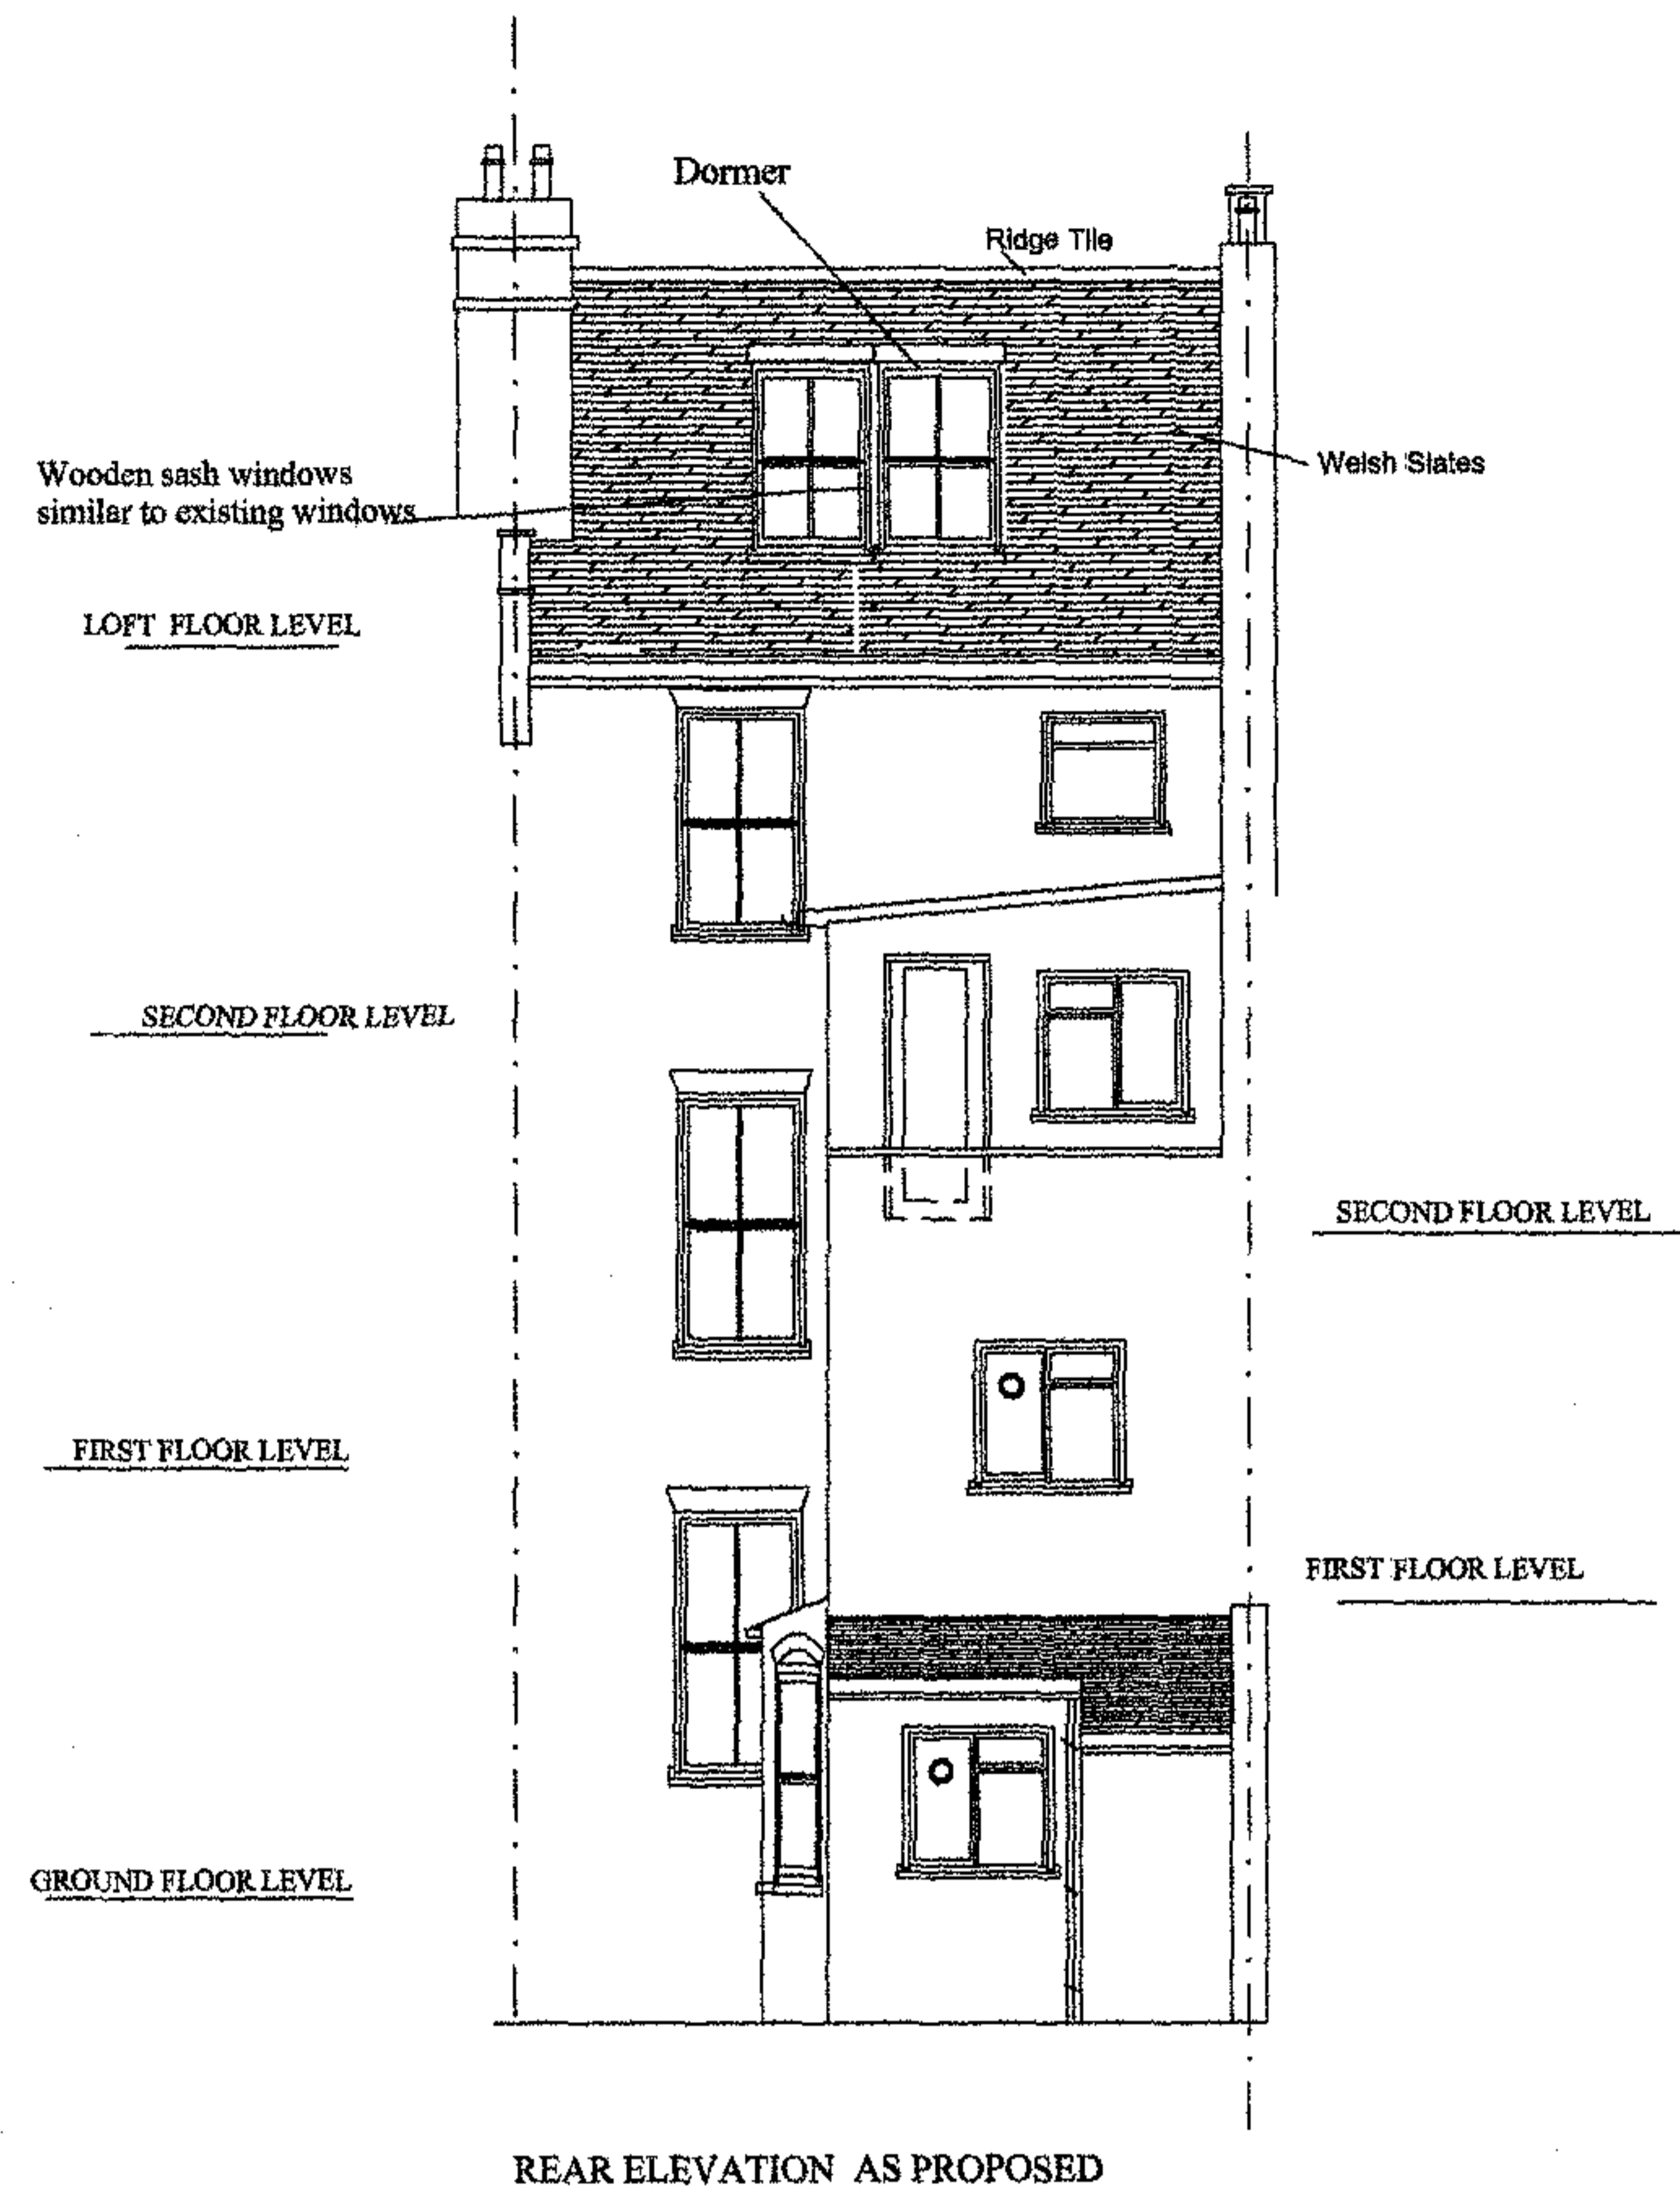 Dormer
Ridge Tile
Wooden sash windows
similar to existing windows
Welsh Slates
LOFT FLOOR LEVEL
SECOND FLOOR LEVEL
SECOND FLOOR LEVEL
FIRST FLOOR LEVEL
FIRST FLOOR LEVEL
GROUND FLOOR LEVEL
REAR ELEVATION AS PROPOSED